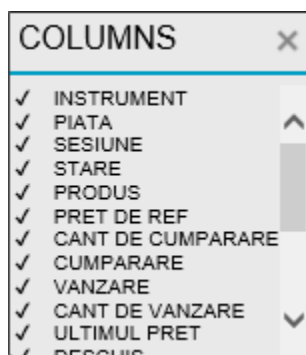 COLUMNS ×
✓ INSTRUMENT
✓ PIATA
✓ SESIUNE
✓ STARE
✓ PRODUS
✓ PRET DE REF
✓ CANT DE CUMPARARE
✓ CUMPARARE
✓ VANZARE
✓ CANT DE VANZARE
✓ ULTIMUL PRET
✓ DESCHIS